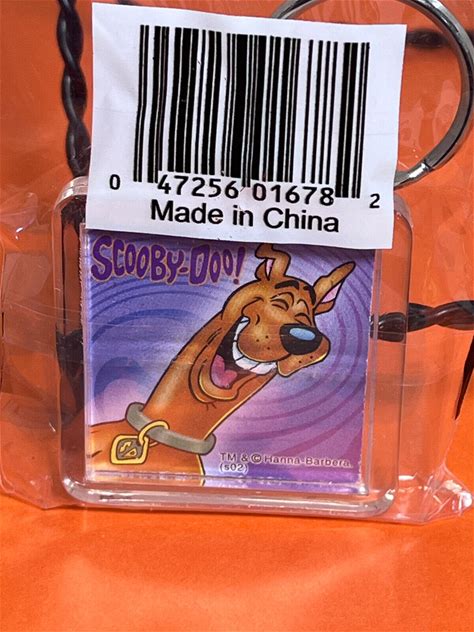 0 47256 01678 2
Made in China
SCOOBY-DOO!
TM & © Hanna-Barbera.
(s02)